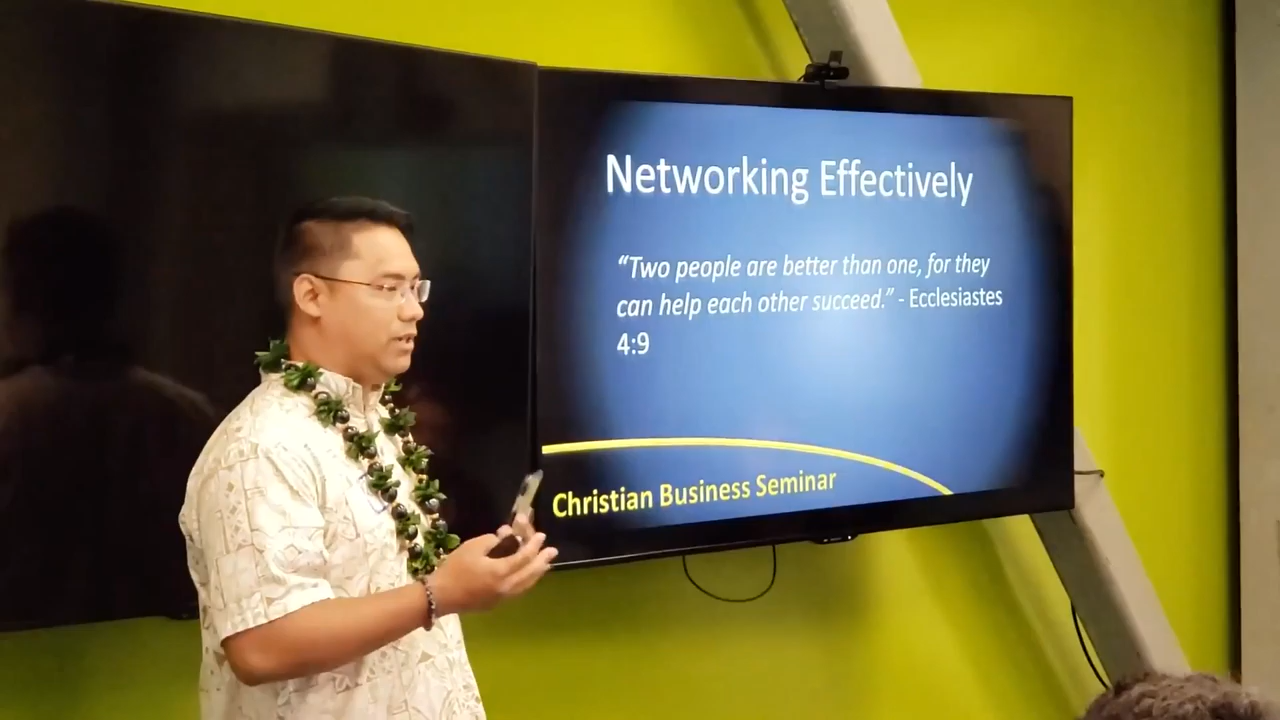 Networking Effectively
“Two people are better than one, for they
can help each other succeed.” - Ecclesiastes
4:9
Christian Business Seminar